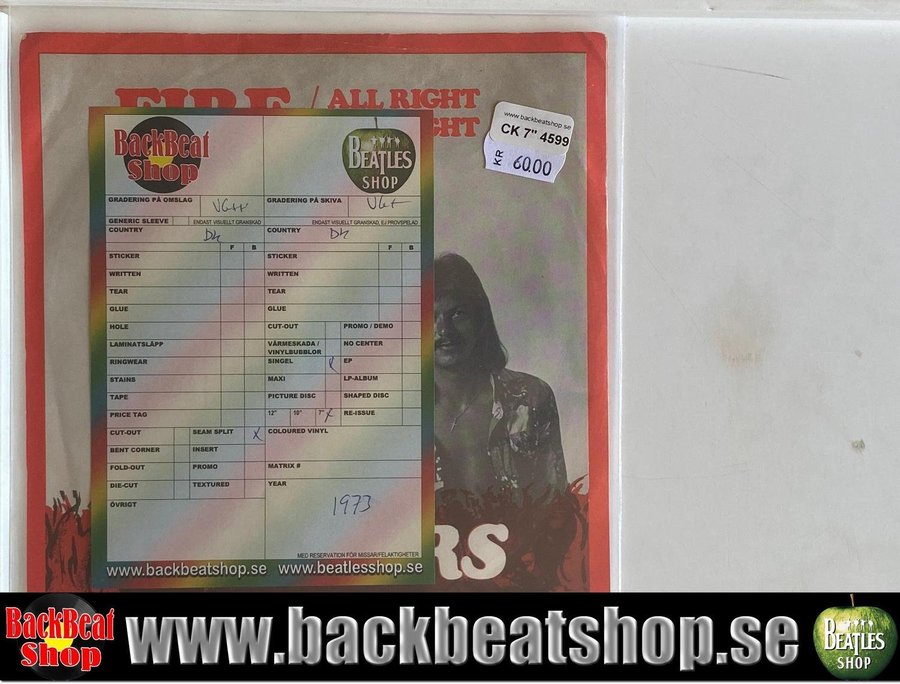 FIRE / ALL RIGHT
GHT
www.backbeatshop.se
CK 7" 4599
KR 60.00
BackBeat
Shop
BEATLES
SHOP
GRADERING PÅ OMSLAG VG++
GRADERING PÅ SKIVA VG+
GENERIC SLEEVE ENDAST VISUELLT GRANSKAD
ENDAST VISUELLT GRANSKAD, EJ PROVSPELAD
COUNTRY DK
COUNTRY DK
F B
F B
STICKER
STICKER
WRITTEN
WRITTEN
TEAR
TEAR
GLUE
GLUE
HOLE
CUT-OUT PROMO / DEMO
LAMINATSLÄPP
VÄRMESKADA /
VINYLBUBBLOR NO CENTER
RINGWEAR
SINGEL X EP
STAINS
MAXI LP-ALBUM
TAPE
PICTURE DISC SHAPED DISC
PRICE TAG
12" 10" 7" X RE-ISSUE
CUT-OUT SEAM SPLIT X
COLOURED VINYL
BENT CORNER INSERT
FOLD-OUT PROMO
MATRIX #
DIE-CUT TEXTURED
YEAR
ÖVRIGT
1973
MED RESERVATION FÖR MISSAR/FELAKTIGHETER
www.backbeatshop.se www.beatlesshop.se
RS
BackBeat
Shop
www.backbeatshop.se
BEATLES
SHOP